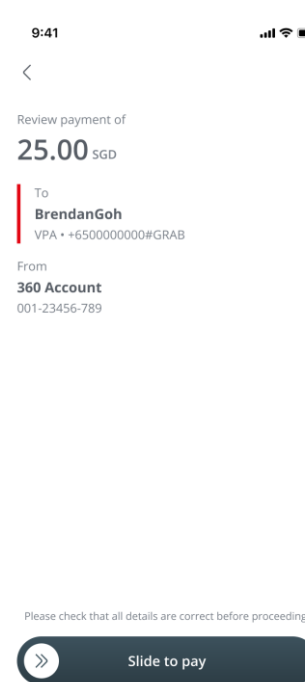 9:41
Review payment of
25.00 SGD
To
BrendanGoh
VPA • +6500000000#GRAB
From
360 Account
001-23456-789
Please check that all details are correct before proceeding
Slide to pay